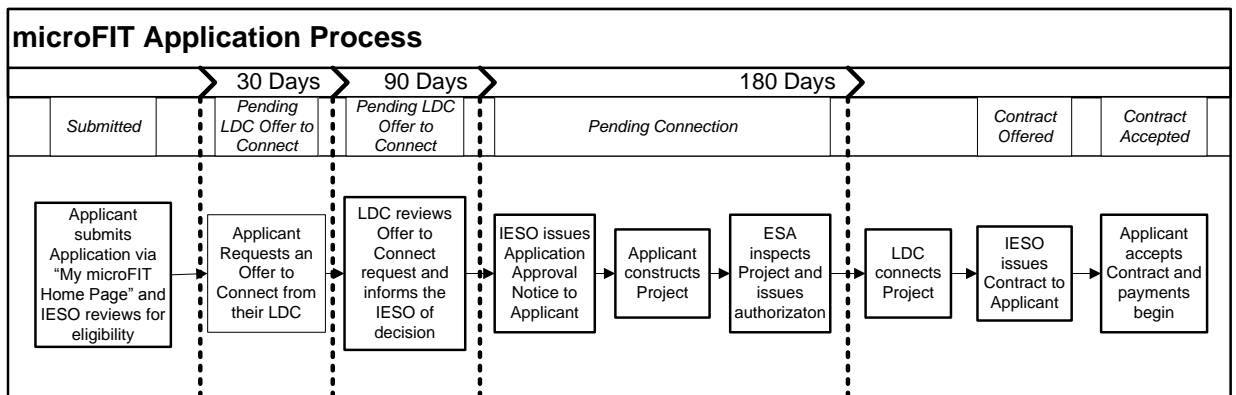 microFIT Application Process
30 Days
90 Days
180 Days
Submitted
Pending
LDC Offer to
Connect
Pending LDC
Offer to
Connect
Pending Connection
Contract
Offered
Contract
Accepted
Applicant
submits
Application via
“My microFIT
Home Page” and
IESO reviews for
eligibility
Applicant
Requests an
Offer to
Connect from
their LDC
LDC reviews
Offer to
Connect
request and
informs the
IESO of
decision
IESO issues
Application
Approval
Notice to
Applicant
Applicant
constructs
Project
ESA
inspects
Project and
issues
authorizaton
LDC
connects
Project
IESO
issues
Contract to
Applicant
Applicant
accepts
Contract and
payments
begin